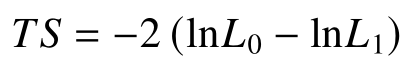 TS = −2 (lnL₀ − lnL₁)